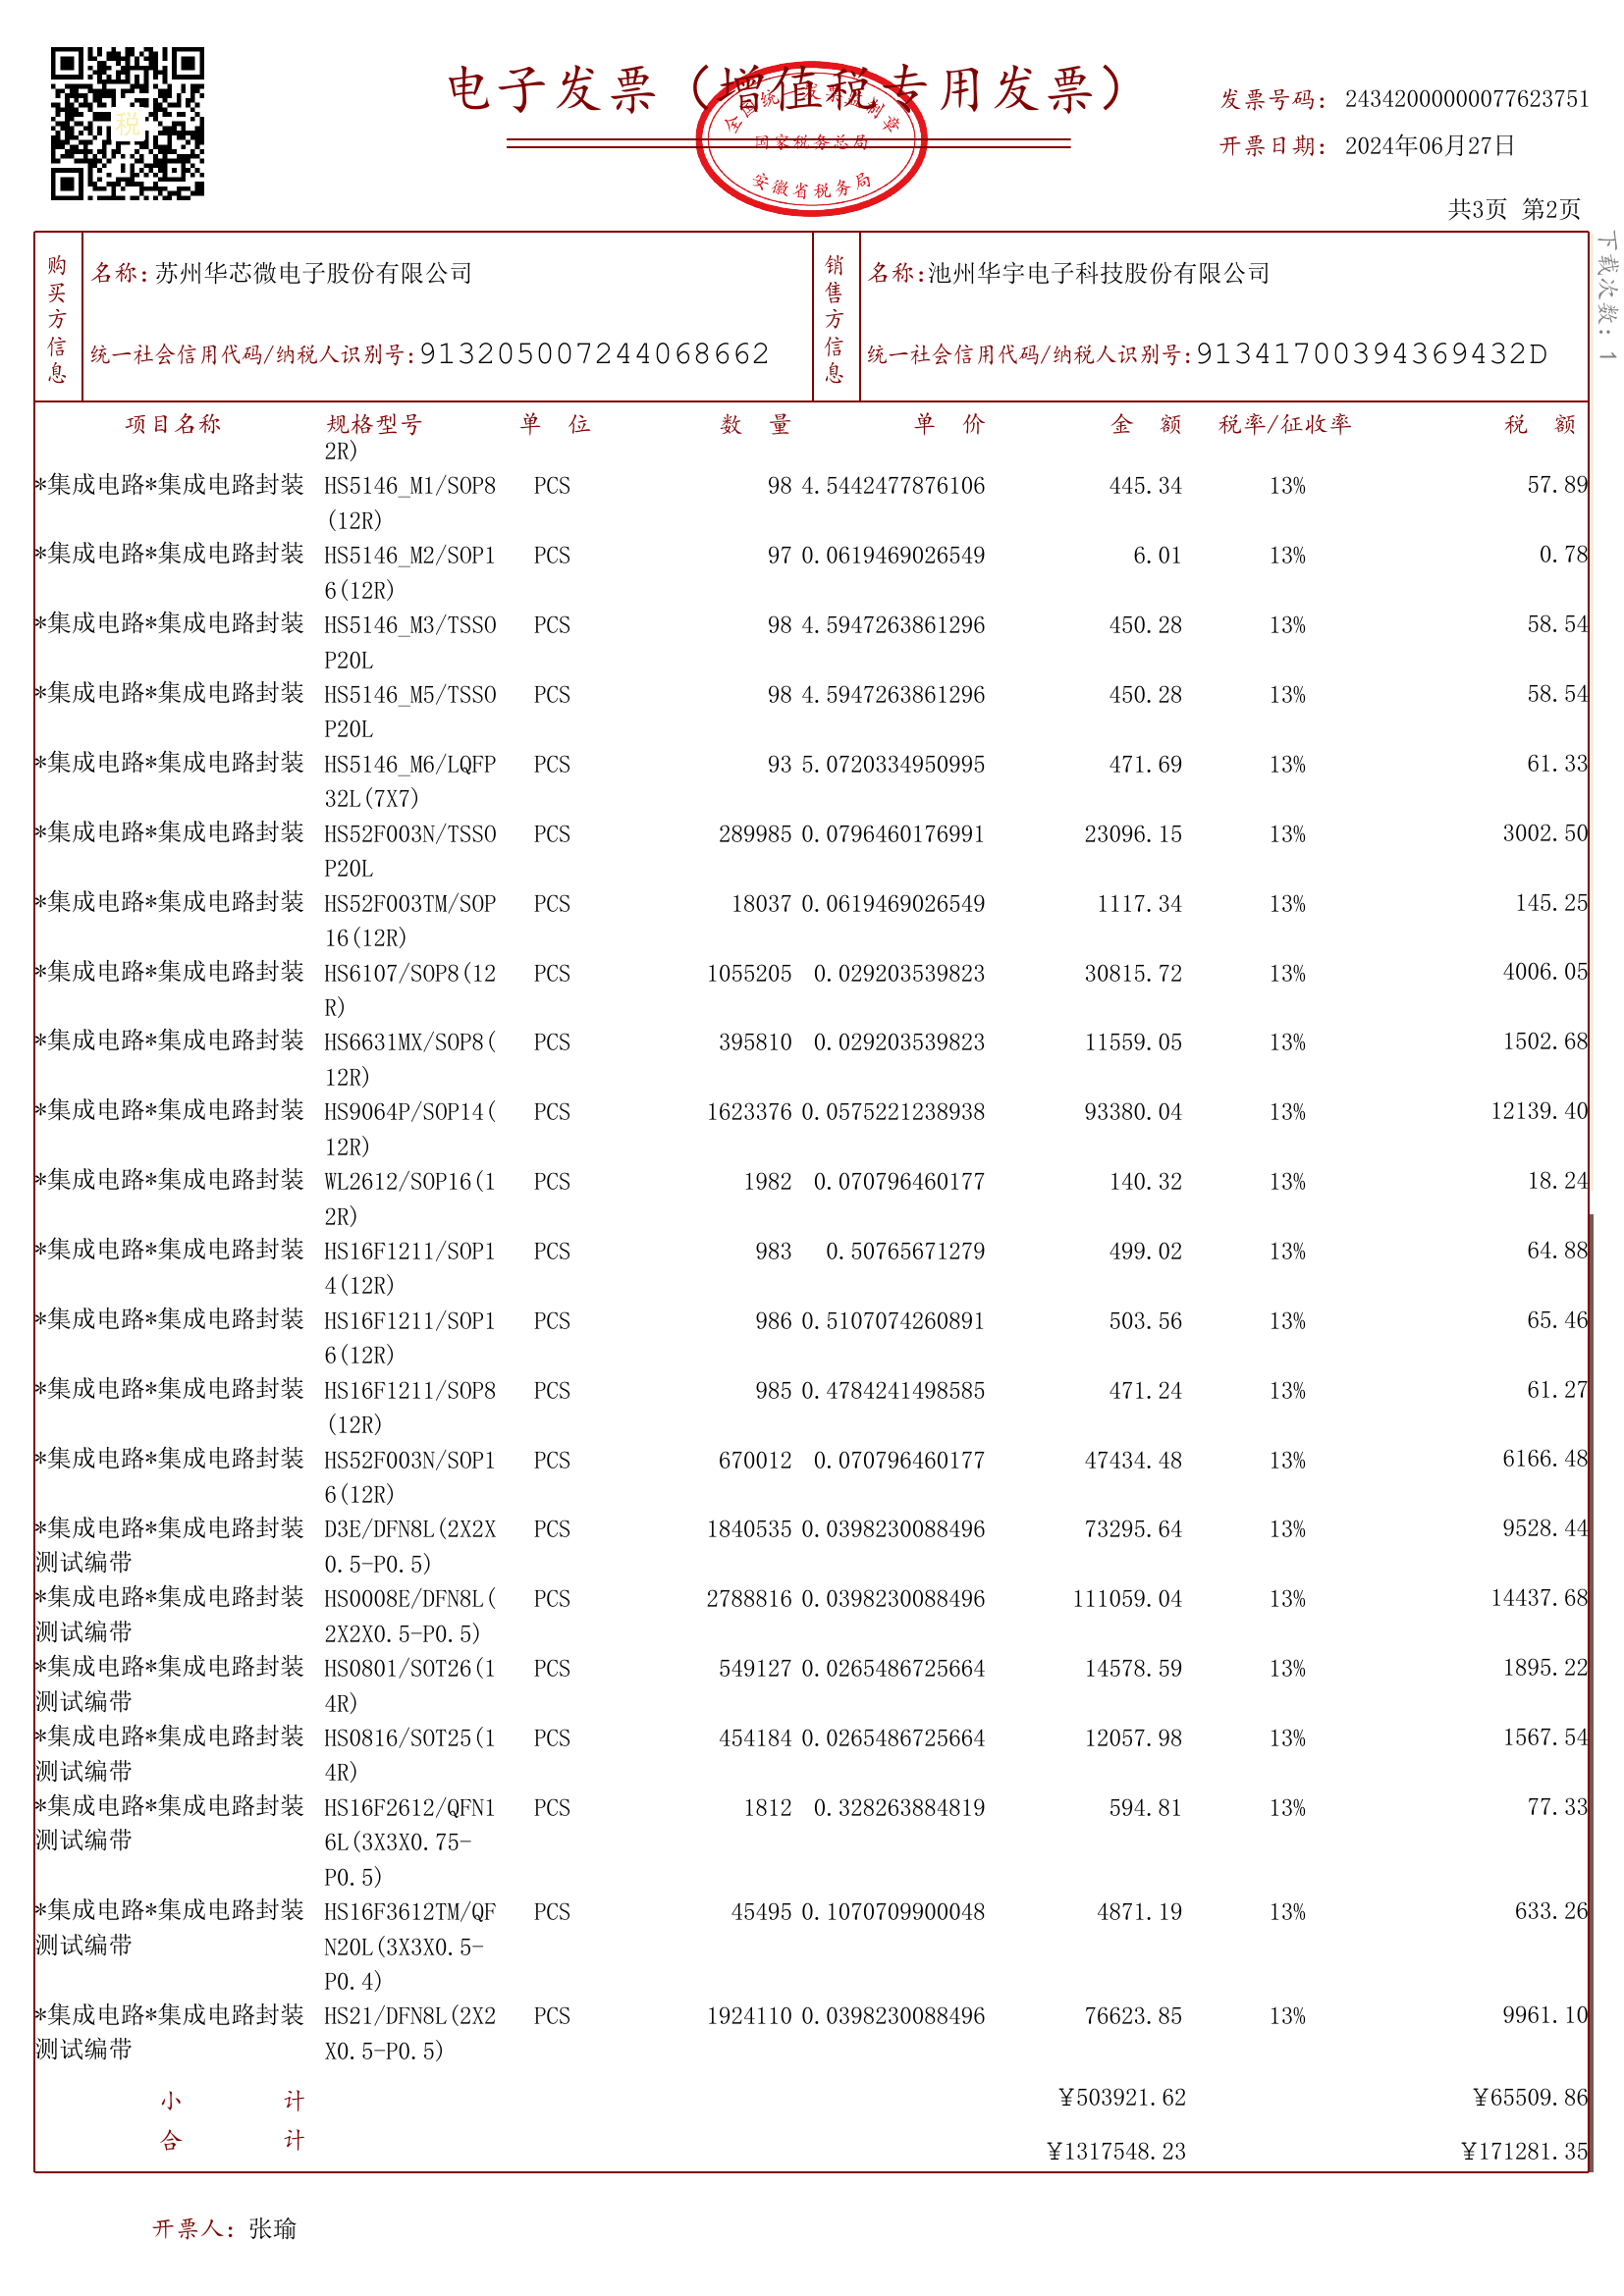 电子发票（增值税专用发票）
全国统一发票监制章
国家税务总局
安徽省税务局
税
发票号码：24342000000077623751
开票日期：2024年06月27日
共3页 第2页
下载次数：1
购买方信息
名称：苏州华芯微电子股份有限公司
统一社会信用代码/纳税人识别号：913205007244068662
销售方信息
名称：池州华宇电子科技股份有限公司
统一社会信用代码/纳税人识别号：91341700394369432D
项目名称 规格型号 单 位 数 量 单 价 金 额 税率/征收率 税 额
2R)
*集成电路*集成电路封装 HS5146_M1/SOP8 PCS 98 4.5442477876106 445.34 13% 57.89
(12R)
*集成电路*集成电路封装 HS5146_M2/SOP1 PCS 97 0.0619469026549 6.01 13% 0.78
6(12R)
*集成电路*集成电路封装 HS5146_M3/TSSO PCS 98 4.5947263861296 450.28 13% 58.54
P20L
*集成电路*集成电路封装 HS5146_M5/TSSO PCS 98 4.5947263861296 450.28 13% 58.54
P20L
*集成电路*集成电路封装 HS5146_M6/LQFP PCS 93 5.0720334950995 471.69 13% 61.33
32L(7X7)
*集成电路*集成电路封装 HS52F003N/TSSO PCS 289985 0.0796460176991 23096.15 13% 3002.50
P20L
*集成电路*集成电路封装 HS52F003TM/SOP PCS 18037 0.0619469026549 1117.34 13% 145.25
16(12R)
*集成电路*集成电路封装 HS6107/SOP8(12 PCS 1055205 0.029203539823 30815.72 13% 4006.05
R)
*集成电路*集成电路封装 HS6631MX/SOP8( PCS 395810 0.029203539823 11559.05 13% 1502.68
12R)
*集成电路*集成电路封装 HS9064P/SOP14( PCS 1623376 0.0575221238938 93380.04 13% 12139.40
12R)
*集成电路*集成电路封装 WL2612/SOP16(1 PCS 1982 0.070796460177 140.32 13% 18.24
2R)
*集成电路*集成电路封装 HS16F1211/SOP1 PCS 983 0.50765671279 499.02 13% 64.88
4(12R)
*集成电路*集成电路封装 HS16F1211/SOP1 PCS 986 0.5107074260891 503.56 13% 65.46
6(12R)
*集成电路*集成电路封装 HS16F1211/SOP8 PCS 985 0.4784241498585 471.24 13% 61.27
(12R)
*集成电路*集成电路封装 HS52F003N/SOP1 PCS 670012 0.070796460177 47434.48 13% 6166.48
6(12R)
*集成电路*集成电路封装 D3E/DFN8L(2X2X PCS 1840535 0.0398230088496 73295.64 13% 9528.44
测试编带 0.5-P0.5)
*集成电路*集成电路封装 HS0008E/DFN8L( PCS 2788816 0.0398230088496 111059.04 13% 14437.68
测试编带 2X2X0.5-P0.5)
*集成电路*集成电路封装 HS0801/SOT26(1 PCS 549127 0.0265486725664 14578.59 13% 1895.22
测试编带 4R)
*集成电路*集成电路封装 HS0816/SOT25(1 PCS 454184 0.0265486725664 12057.98 13% 1567.54
测试编带 4R)
*集成电路*集成电路封装 HS16F2612/QFN1 PCS 1812 0.328263884819 594.81 13% 77.33
测试编带 6L(3X3X0.75-
P0.5)
*集成电路*集成电路封装 HS16F3612TM/QF PCS 45495 0.1070709900048 4871.19 13% 633.26
测试编带 N20L(3X3X0.5-
P0.4)
*集成电路*集成电路封装 HS21/DFN8L(2X2 PCS 1924110 0.0398230088496 76623.85 13% 9961.10
测试编带 X0.5-P0.5)
小 计 ¥503921.62 ¥65509.86
合 计 ¥1317548.23 ¥171281.35
开票人：张瑜